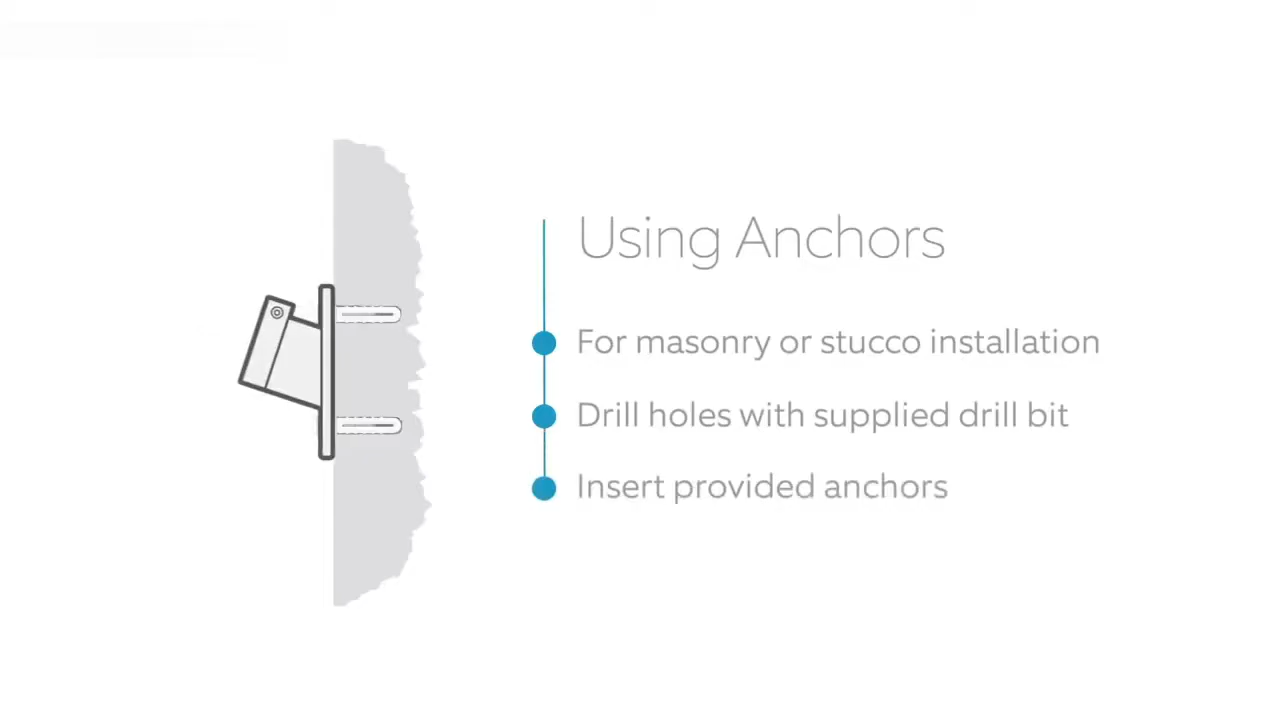 Using Anchors
For masonry or stucco installation
Drill holes with supplied drill bit
Insert provided anchors